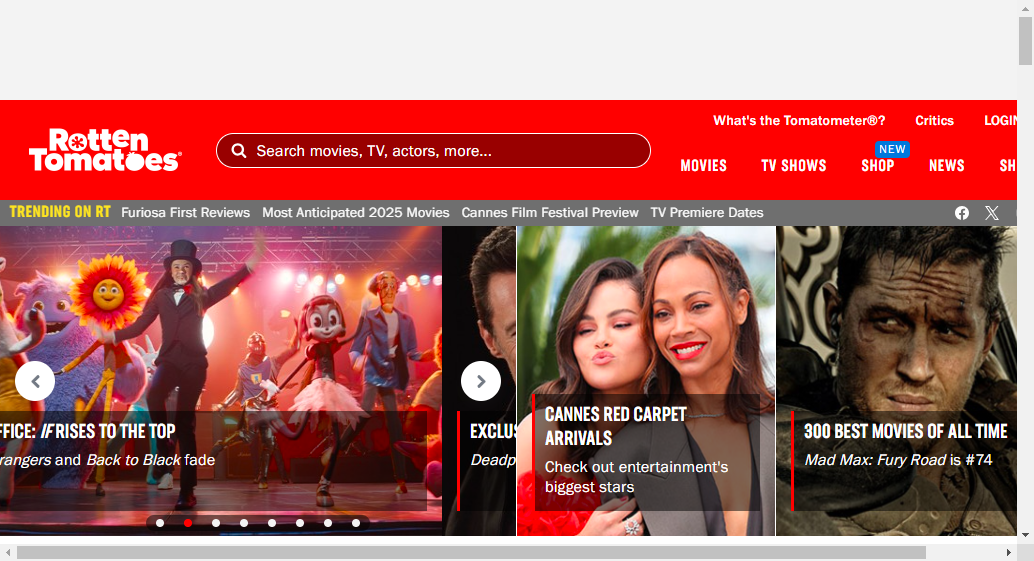 What's the Tomatometer®? Critics LOGIN
Rotten
Tomatoes®
Search movies, TV, actors, more...
MOVIES TV SHOWS SHOP NEW NEWS SH
TRENDING ON RT Furiosa First Reviews Most Anticipated 2025 Movies Cannes Film Festival Preview TV Premiere Dates
FFICE: IF RISES TO THE TOP
rangers and Back to Black fade
EXCLUS
Deadp
CANNES RED CARPET
ARRIVALS
Check out entertainment's
biggest stars
300 BEST MOVIES OF ALL TIME
Mad Max: Fury Road is #74